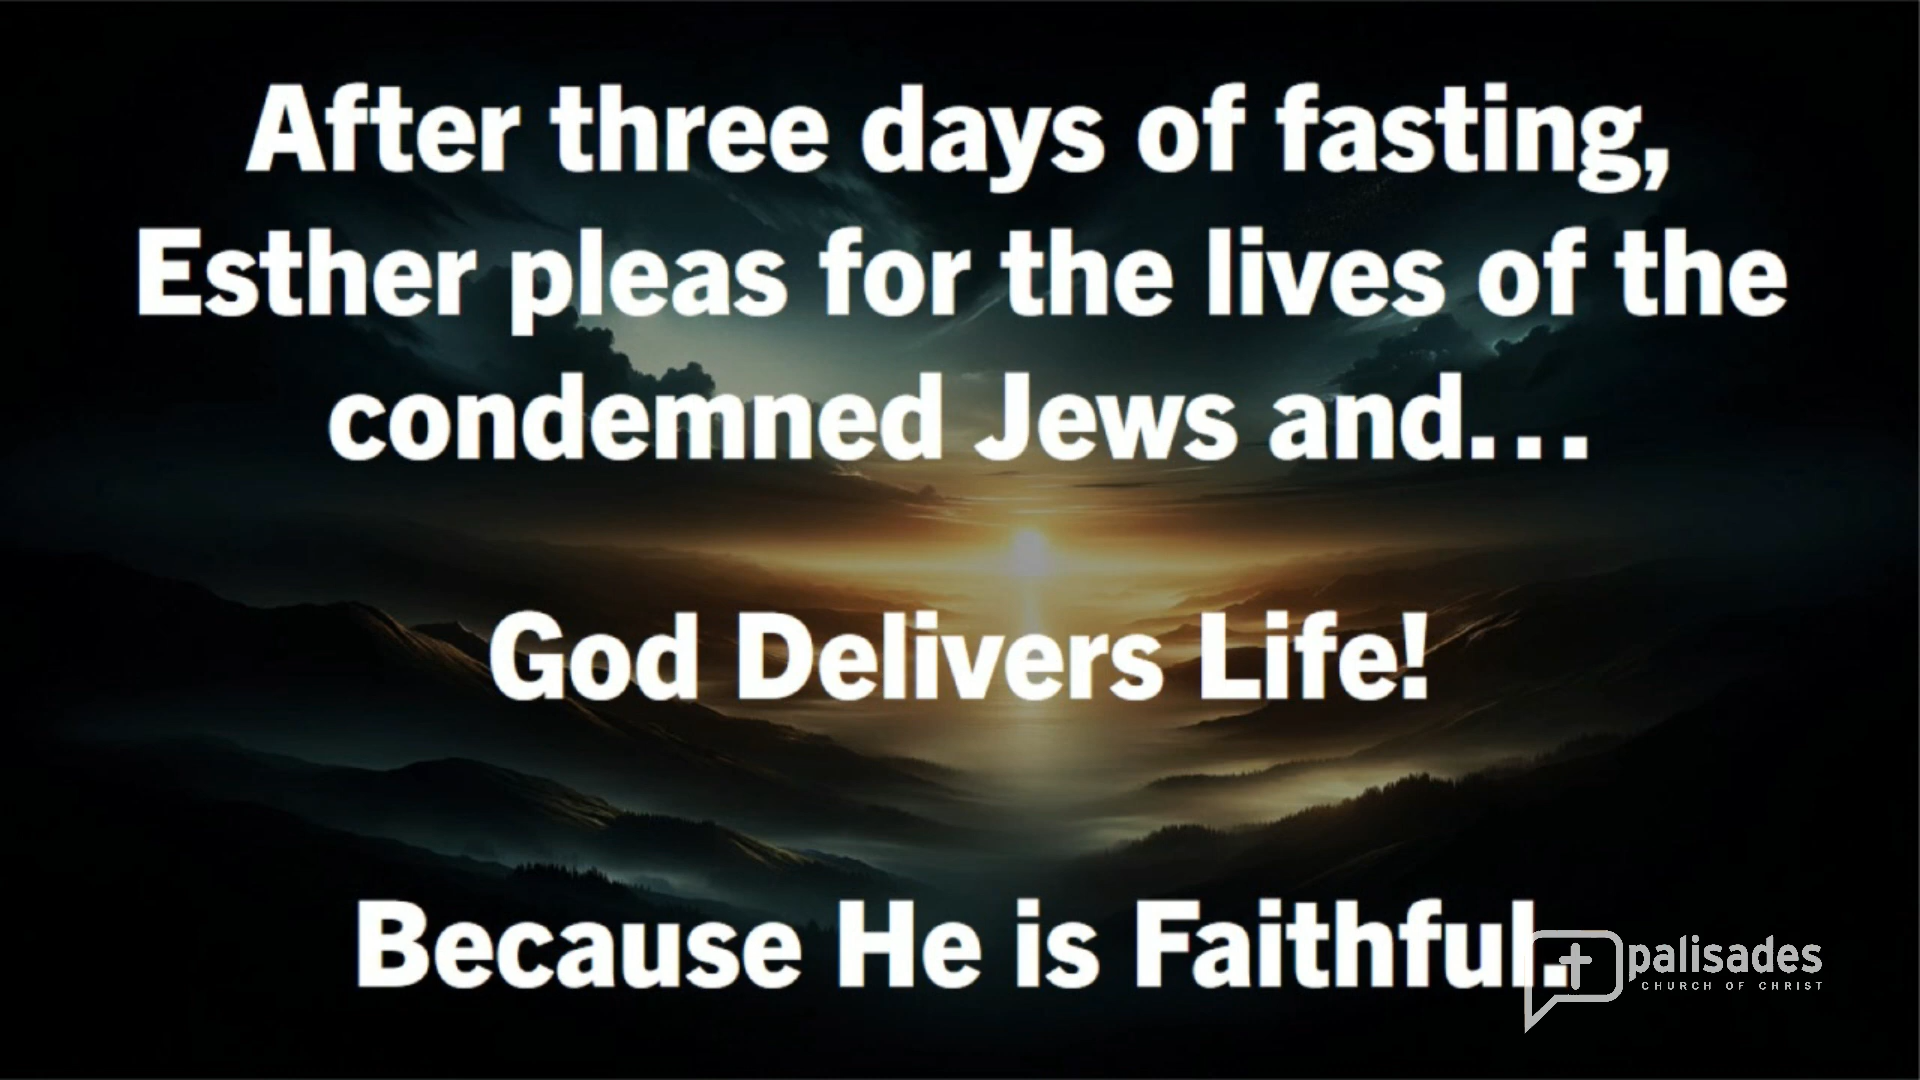 After three days of fasting,
Esther pleas for the lives of the
condemned Jews and...
God Delivers Life!
Because He is Faithful.
palisades
CHURCH OF CHRIST